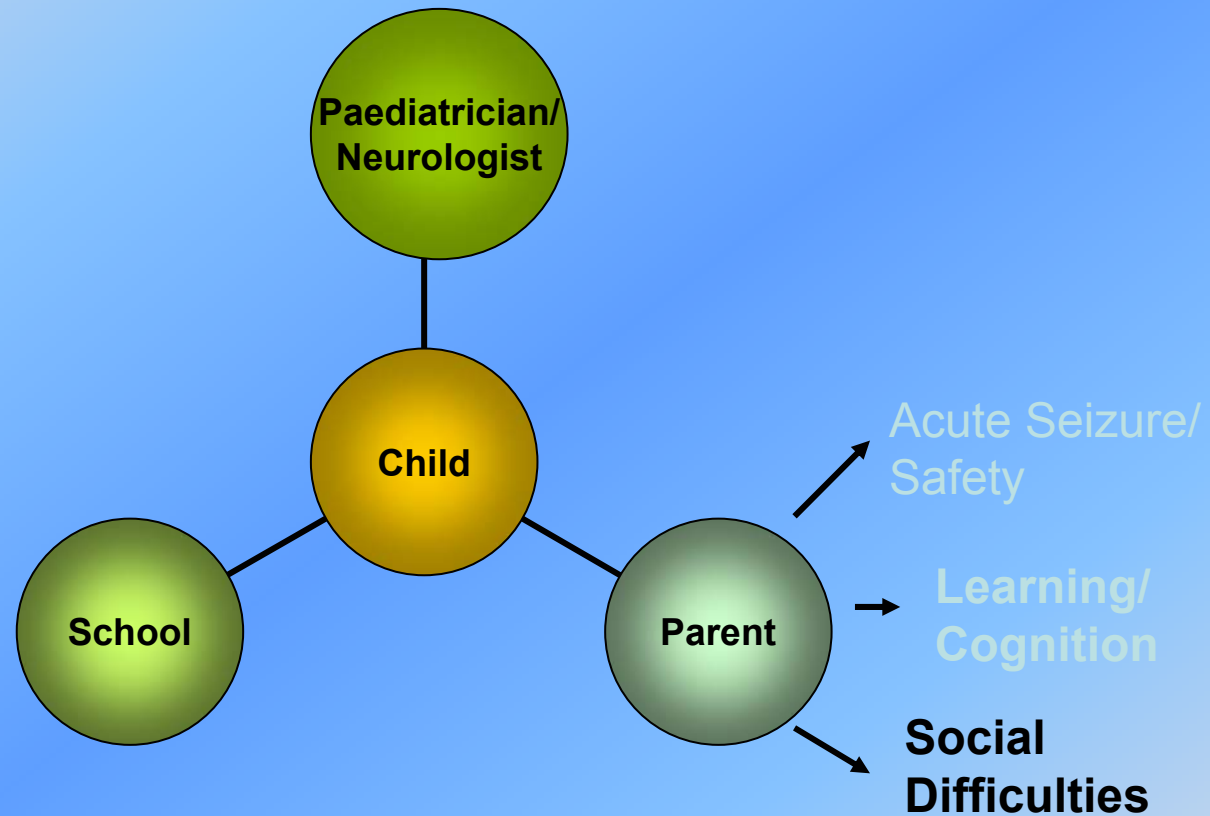 Paediatrician/
Neurologist
Child
School
Parent
Acute Seizure/
Safety
Learning/
Cognition
Social
Difficulties